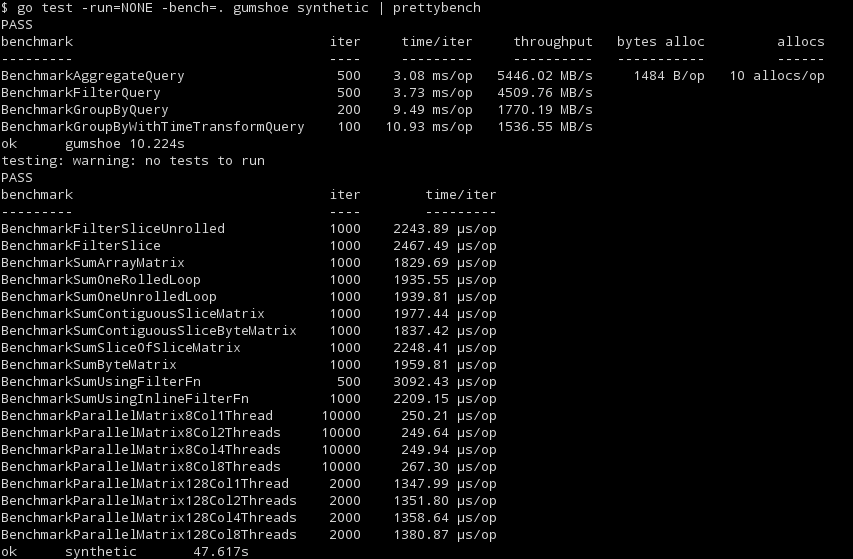 $ go test -run=NONE -bench=. gumshoe synthetic | prettybench
PASS
benchmark iter time/iter throughput bytes alloc allocs
--------- ---- --------- ---------- ----------- ------
BenchmarkAggregateQuery 500 3.08 ms/op 5446.02 MB/s 1484 B/op 10 allocs/op
BenchmarkFilterQuery 500 3.73 ms/op 4509.76 MB/s
BenchmarkGroupByQuery 200 9.49 ms/op 1770.19 MB/s
BenchmarkGroupByWithTimeTransformQuery 100 10.93 ms/op 1536.55 MB/s
ok gumshoe 10.224s
testing: warning: no tests to run
PASS
benchmark iter time/iter
--------- ---- ---------
BenchmarkFilterSliceUnrolled 1000 2243.89 µs/op
BenchmarkFilterSlice 1000 2467.49 µs/op
BenchmarkSumArrayMatrix 1000 1829.69 µs/op
BenchmarkSumOneRolledLoop 1000 1935.55 µs/op
BenchmarkSumOneUnrolledLoop 1000 1939.81 µs/op
BenchmarkSumContiguousSliceMatrix 1000 1977.44 µs/op
BenchmarkSumContiguousSliceByteMatrix 1000 1837.42 µs/op
BenchmarkSumSliceOfSliceMatrix 1000 2248.41 µs/op
BenchmarkSumByteMatrix 1000 1959.81 µs/op
BenchmarkSumUsingFilterFn 500 3092.43 µs/op
BenchmarkSumUsingInlineFilterFn 1000 2209.15 µs/op
BenchmarkParallelMatrix8Col1Thread 10000 250.21 µs/op
BenchmarkParallelMatrix8Col2Threads 10000 249.64 µs/op
BenchmarkParallelMatrix8Col4Threads 10000 249.94 µs/op
BenchmarkParallelMatrix8Col8Threads 10000 267.30 µs/op
BenchmarkParallelMatrix128Col1Thread 2000 1347.99 µs/op
BenchmarkParallelMatrix128Col2Threads 2000 1351.80 µs/op
BenchmarkParallelMatrix128Col4Threads 2000 1358.64 µs/op
BenchmarkParallelMatrix128Col8Threads 2000 1380.87 µs/op
ok synthetic 47.617s